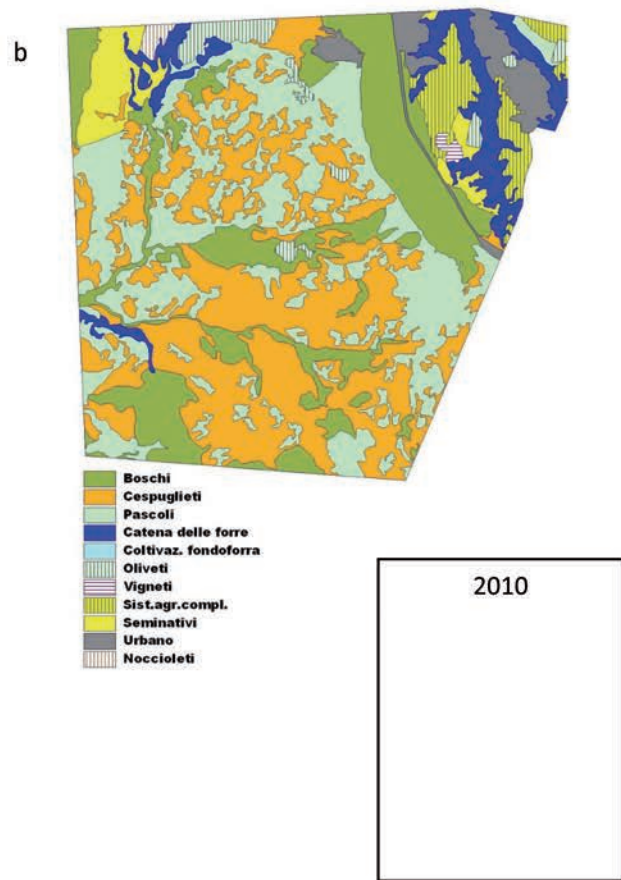 b
Boschi
Cespuglieti
Pascoli
Catena delle forre
Coltivaz. fondoforra
Oliveti
Vigneti
Sist.agr.compl.
Seminativi
Urbano
Noccioleti
2010